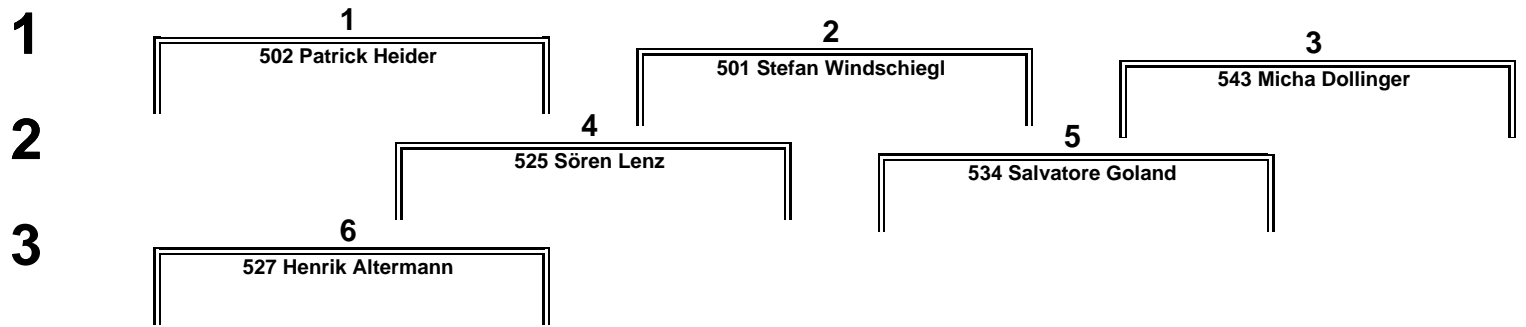 1
1
502 Patrick Heider
2
501 Stefan Windschiegl
3
543 Micha Dollinger
2
4
525 Sören Lenz
5
534 Salvatore Goland
3
6
527 Henrik Altermann